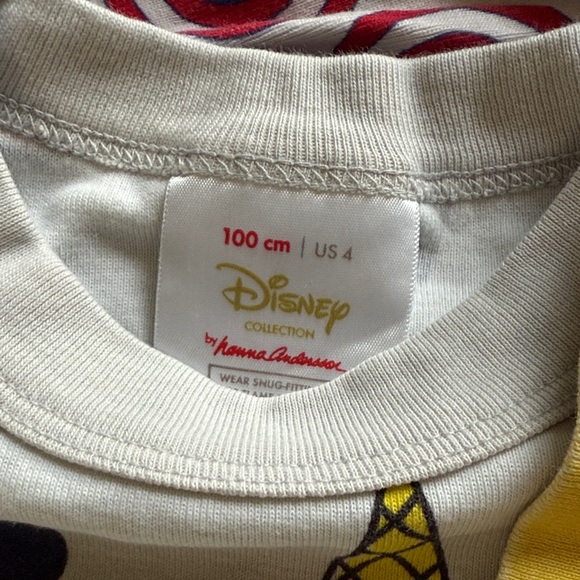 100 cm | US 4
Disney
COLLECTION
by hanna Andersson
WEAR SNUG-FITTING